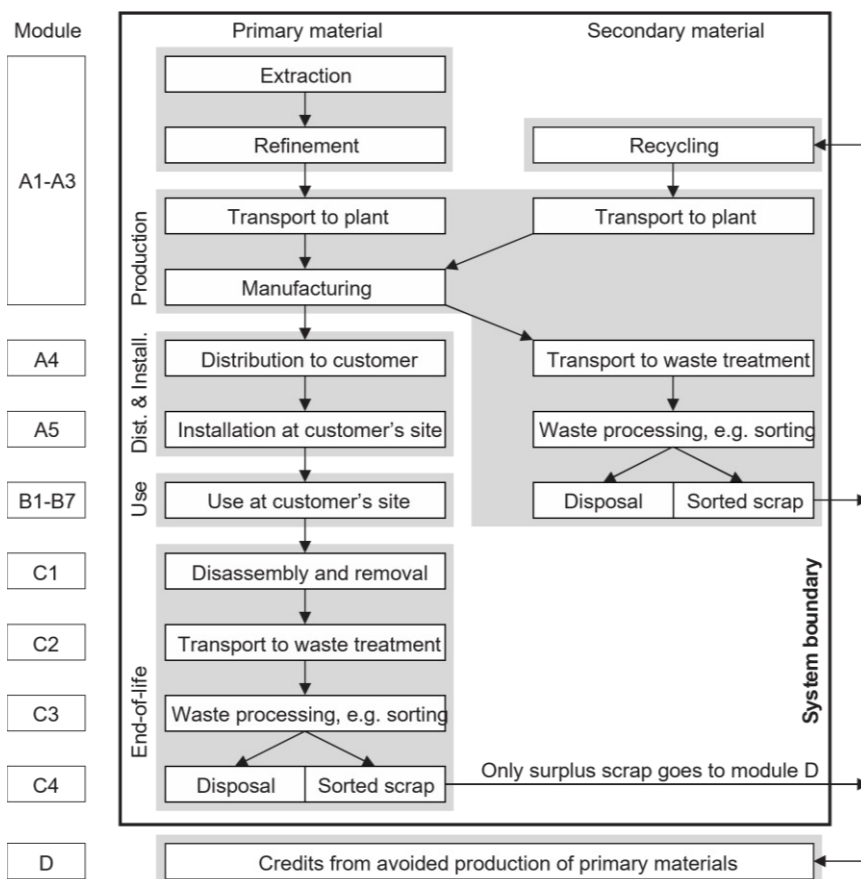 Module
Primary material
Secondary material
A1-A3
Extraction
Refinement
Recycling
Production
Transport to plant
Transport to plant
Manufacturing
Dist. & Install.
A4
Distribution to customer
Transport to waste treatment
A5
Installation at customer’s site
Waste processing, e.g. sorting
Use
B1-B7
Use at customer’s site
Disposal
Sorted scrap
End-of-life
C1
Disassembly and removal
C2
Transport to waste treatment
C3
Waste processing, e.g. sorting
C4
Disposal
Sorted scrap
Only surplus scrap goes to module D
System boundary
D
Credits from avoided production of primary materials